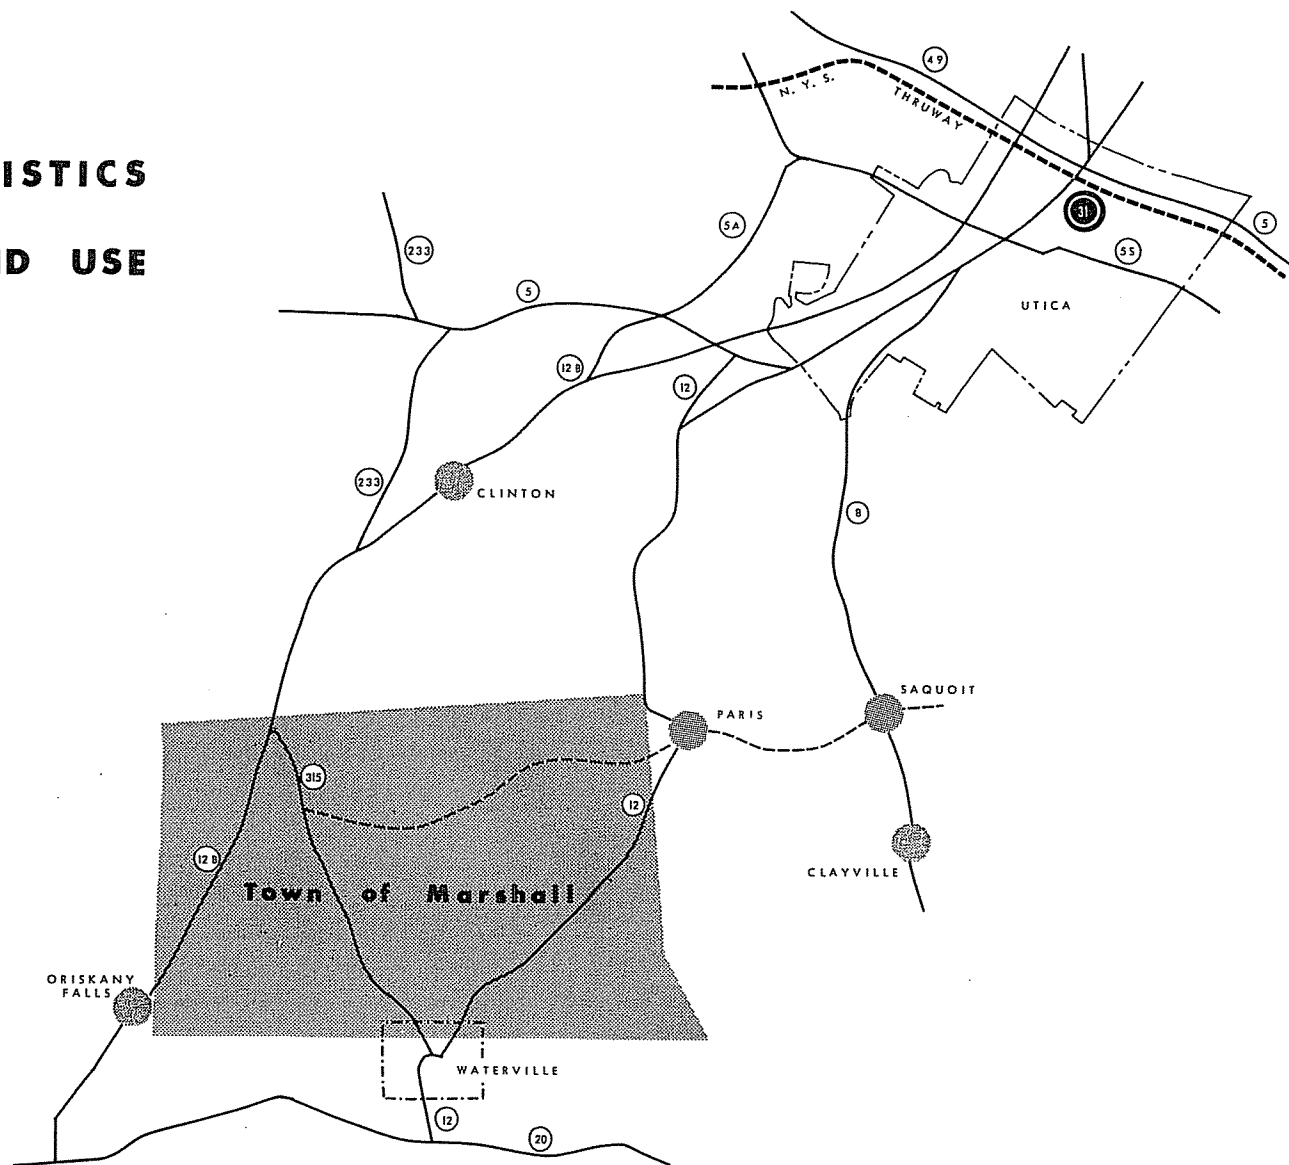 ISTICS
D USE
49
N. Y. S.
THRUWAY
5A
31
5
5S
233
5
UTICA
12 B
12
233
CLINTON
8
SAQUOIT
PARIS
315
12
12 B
CLAYVILLE
Town of Marshall
ORISKANY
FALLS
WATERVILLE
12
20